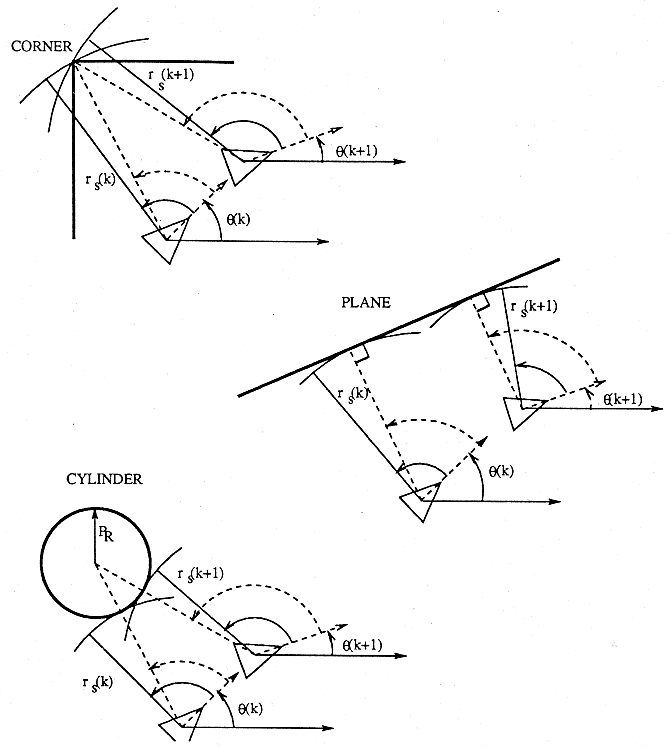 CORNER
r s(k+1)
θ(k+1)
r s(k)
θ(k)
PLANE
r s(k+1)
r s(k)
θ(k+1)
θ(k)
CYLINDER
P R
r s(k+1)
θ(k+1)
r s(k)
θ(k)